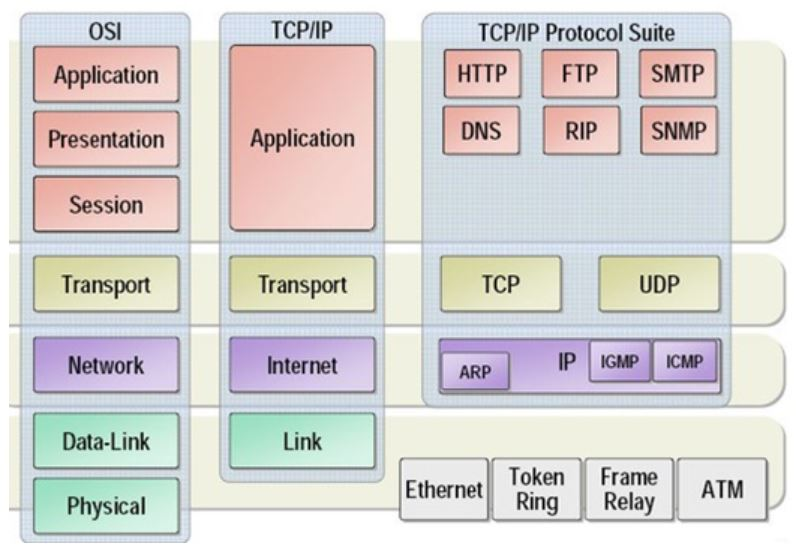 OSI
TCP/IP
TCP/IP Protocol Suite
Application
Presentation
Session
Application
HTTP
FTP
SMTP
DNS
RIP
SNMP
Transport
Transport
TCP
UDP
Network
Internet
ARP
IP
IGMP
ICMP
Data-Link
Physical
Link
Ethernet
Token
Ring
Frame
Relay
ATM